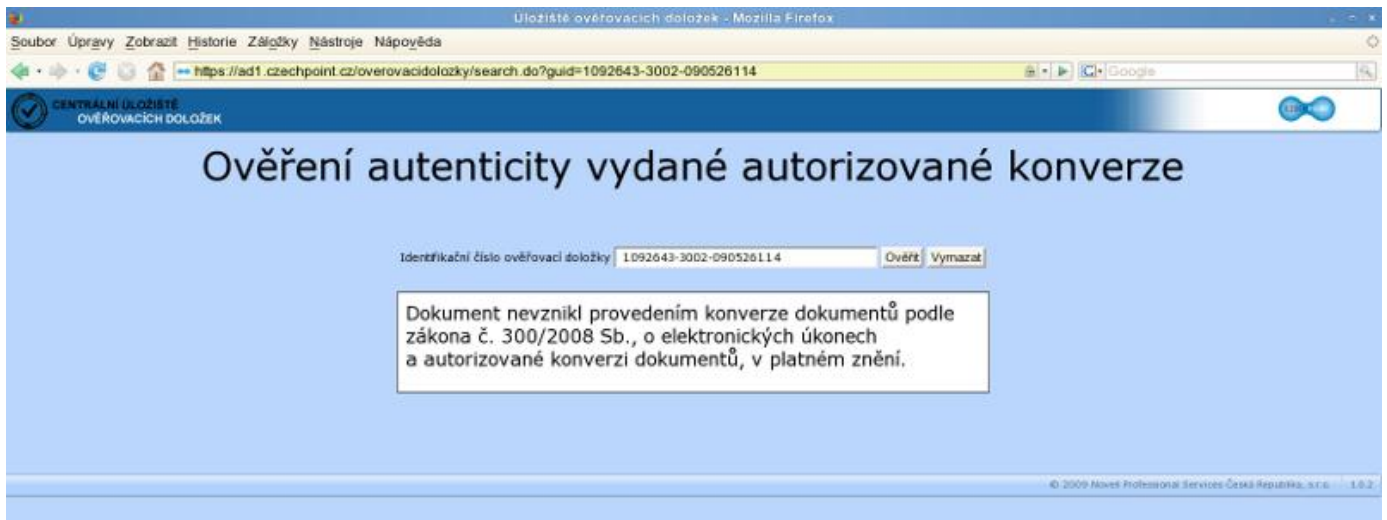 Úložiště ověřovacích doložek - Mozilla Firefox
Soubor Úpravy Zobrazit Historie Záložky Nástroje Nápověda
https://ad1.czechpoint.cz/overovacidolozky/search.do?guid=1092643-3002-090526114
Google
CENTRÁLNÍ ÚLOŽIŠTĚ
OVĚŘOVACÍCH DOLOŽEK
Ověření autenticity vydané autorizované konverze
Identifikační číslo ověřovací doložky 1092643-3002-090526114 Ověřit Vymazat
Dokument nevznikl provedením konverze dokumentů podle
zákona č. 300/2008 Sb., o elektronických úkonech
a autorizované konverzi dokumentů, v platném znění.
© 2009 Novell Professional Services Česká Republika, s.r.o. 1.0.2